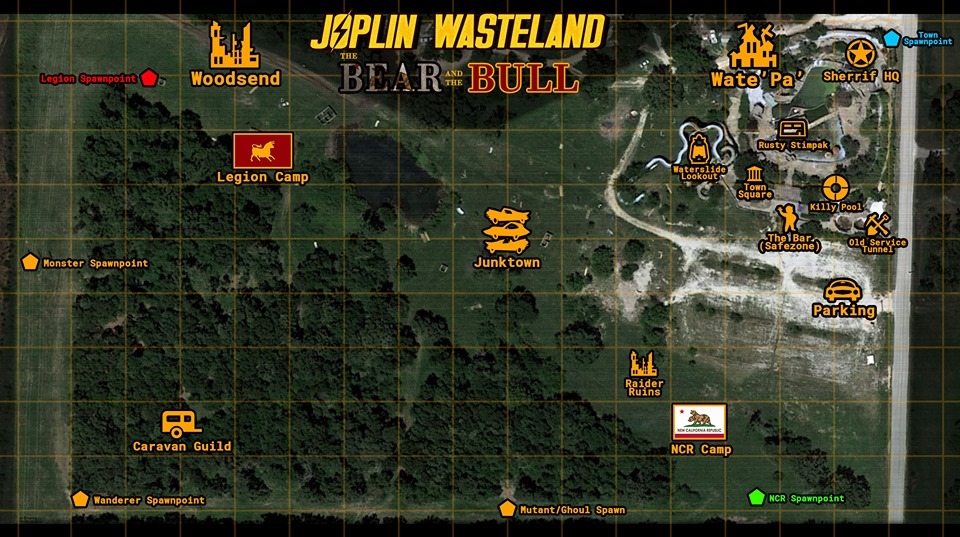 JOPLIN WASTELAND
THE BEAR AND THE BULL
Woodsend
Legion Spawnpoint
Wate'Pa'
Sherrif HQ
Town
Spawnpoint
Rusty Stimpak
Legion Camp
Waterslide
Lookout
Town
Square
Killy Pool
The Bar
(Safezone)
Old Service
Tunnel
Junktown
Monster Spawnpoint
Parking
Raider
Ruins
NEW CALIFORNIA REPUBLIC
Caravan Guild
NCR Camp
Wanderer Spawnpoint
Mutant/Ghoul Spawn
NCR Spawnpoint